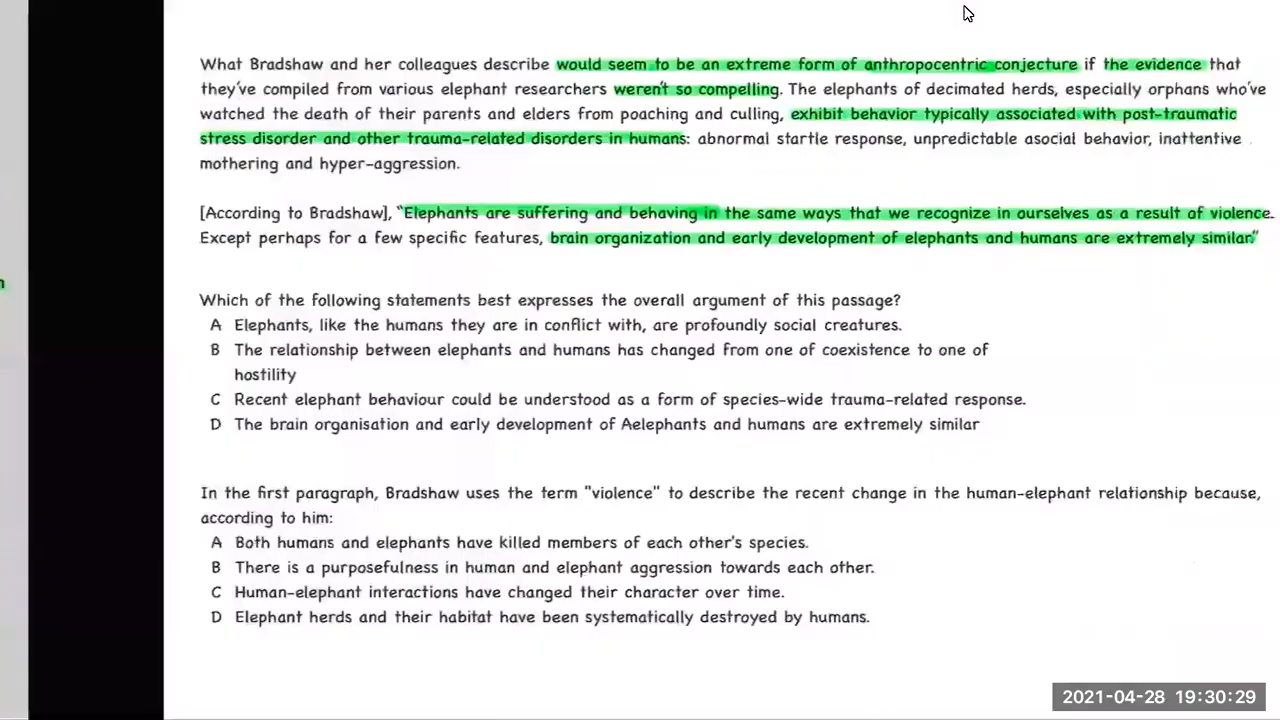 What Bradshaw and her colleagues describe would seem to be an extreme form of anthropocentric conjecture if the evidence that
they've compiled from various elephant researchers weren't so compelling. The elephants of decimated herds, especially orphans who've
watched the death of their parents and elders from poaching and culling, exhibit behavior typically associated with post-traumatic
stress disorder and other trauma-related disorders in humans: abnormal startle response, unpredictable asocial behavior, inattentive
mothering and hyper-aggression.
[According to Bradshaw], "Elephants are suffering and behaving in the same ways that we recognize in ourselves as a result of violence.
Except perhaps for a few specific features, brain organization and early development of elephants and humans are extremely similar."
Which of the following statements best expresses the overall argument of this passage?
A Elephants, like the humans they are in conflict with, are profoundly social creatures.
B The relationship between elephants and humans has changed from one of coexistence to one of
hostility
C Recent elephant behaviour could be understood as a form of species-wide trauma-related response.
D The brain organisation and early development of Aelephants and humans are extremely similar
In the first paragraph, Bradshaw uses the term "violence" to describe the recent change in the human-elephant relationship because,
according to him:
A Both humans and elephants have killed members of each other's species.
B There is a purposefulness in human and elephant aggression towards each other.
C Human-elephant interactions have changed their character over time.
D Elephant herds and their habitat have been systematically destroyed by humans.
2021-04-28 19:30:29